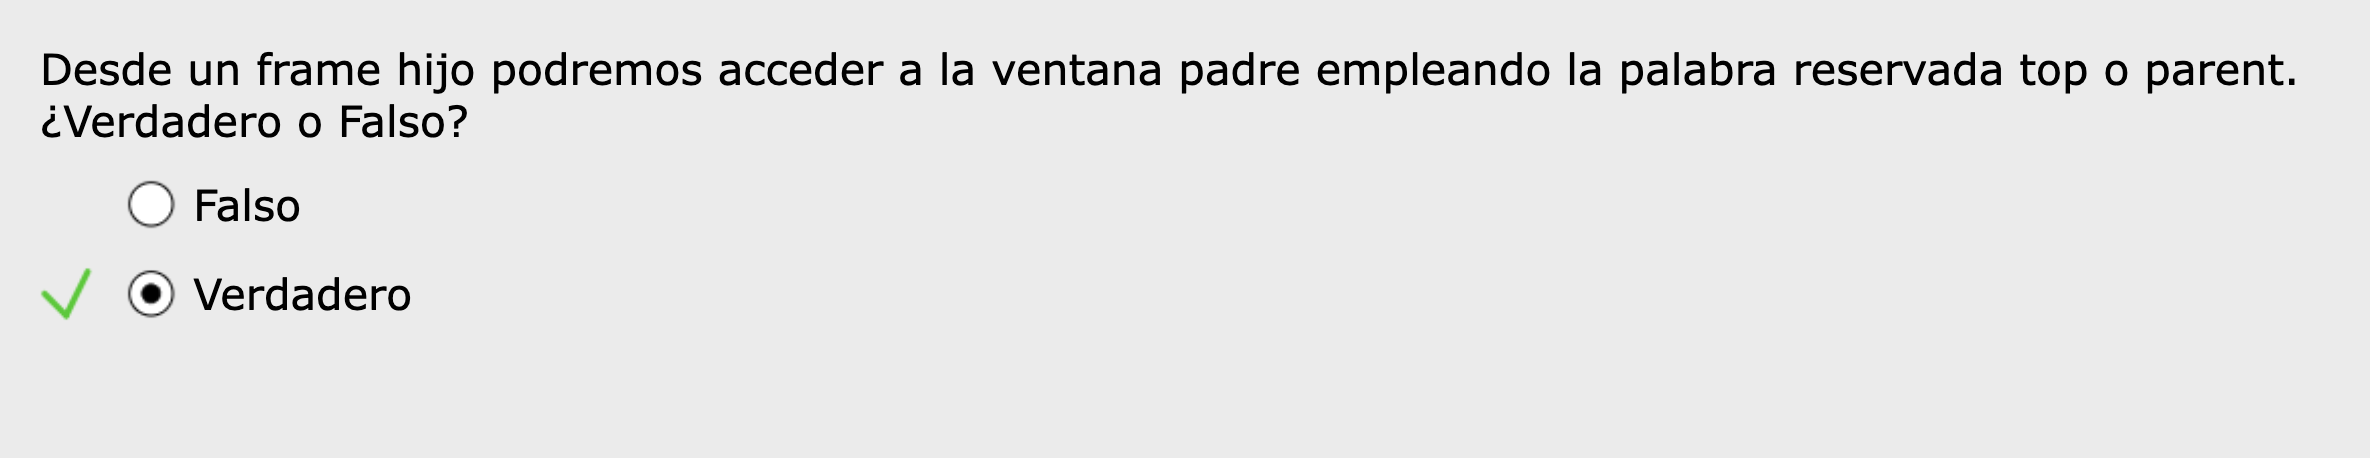 Desde un frame hijo podremos acceder a la ventana padre empleando la palabra reservada top o parent.
¿Verdadero o Falso?
Falso
Verdadero